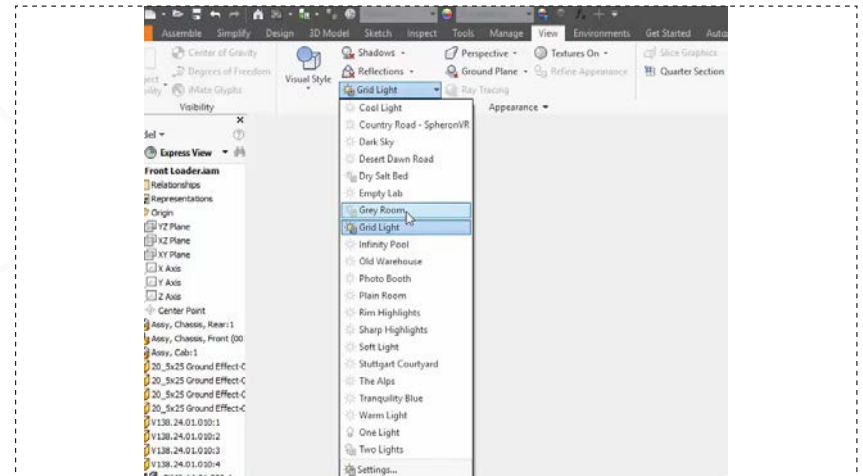 Assemble Simplify Design 3D Model Sketch Inspect Tools Manage View Environments Get Started
Center of Gravity
Degrees of Freedom
iMate Glyphs
Visibility
Visual Style
Shadows
Reflections
Grid Light
Perspective
Ground Plane
Ray Tracing
Textures On
Refine Appearance
Appearance
Slice Graphics
Quarter Section
Cool Light
Country Road - SpheronVR
Dark Sky
Desert Dawn Road
Dry Salt Bed
Empty Lab
Grey Room
Grid Light
Infinity Pool
Old Warehouse
Photo Booth
Plain Room
Rim Highlights
Sharp Highlights
Soft Light
Stuttgart Courtyard
The Alps
Tranquility Blue
Warm Light
One Light
Two Lights
Settings...
Express View
Front Loader.iam
Relationships
Representations
Origin
YZ Plane
XZ Plane
XY Plane
X Axis
Y Axis
Z Axis
Center Point
Assy, Chassis, Rear:1
Assy, Chassis, Front (00
Assy, Cab:1
20_5x25 Ground Effect-C
20_5x25 Ground Effect-C
20_5x25 Ground Effect-C
20_5x25 Ground Effect-C
V138.24.01.010:1
V138.24.01.010:2
V138.24.01.010:3
V138.24.01.010:4